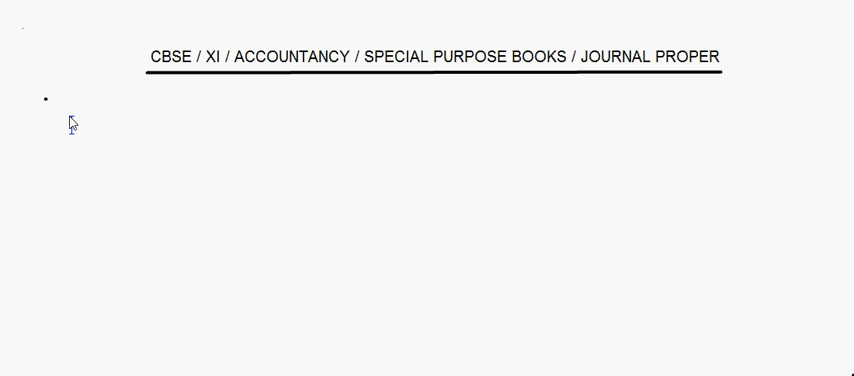 CBSE / XI / ACCOUNTANCY / SPECIAL PURPOSE BOOKS / JOURNAL PROPER